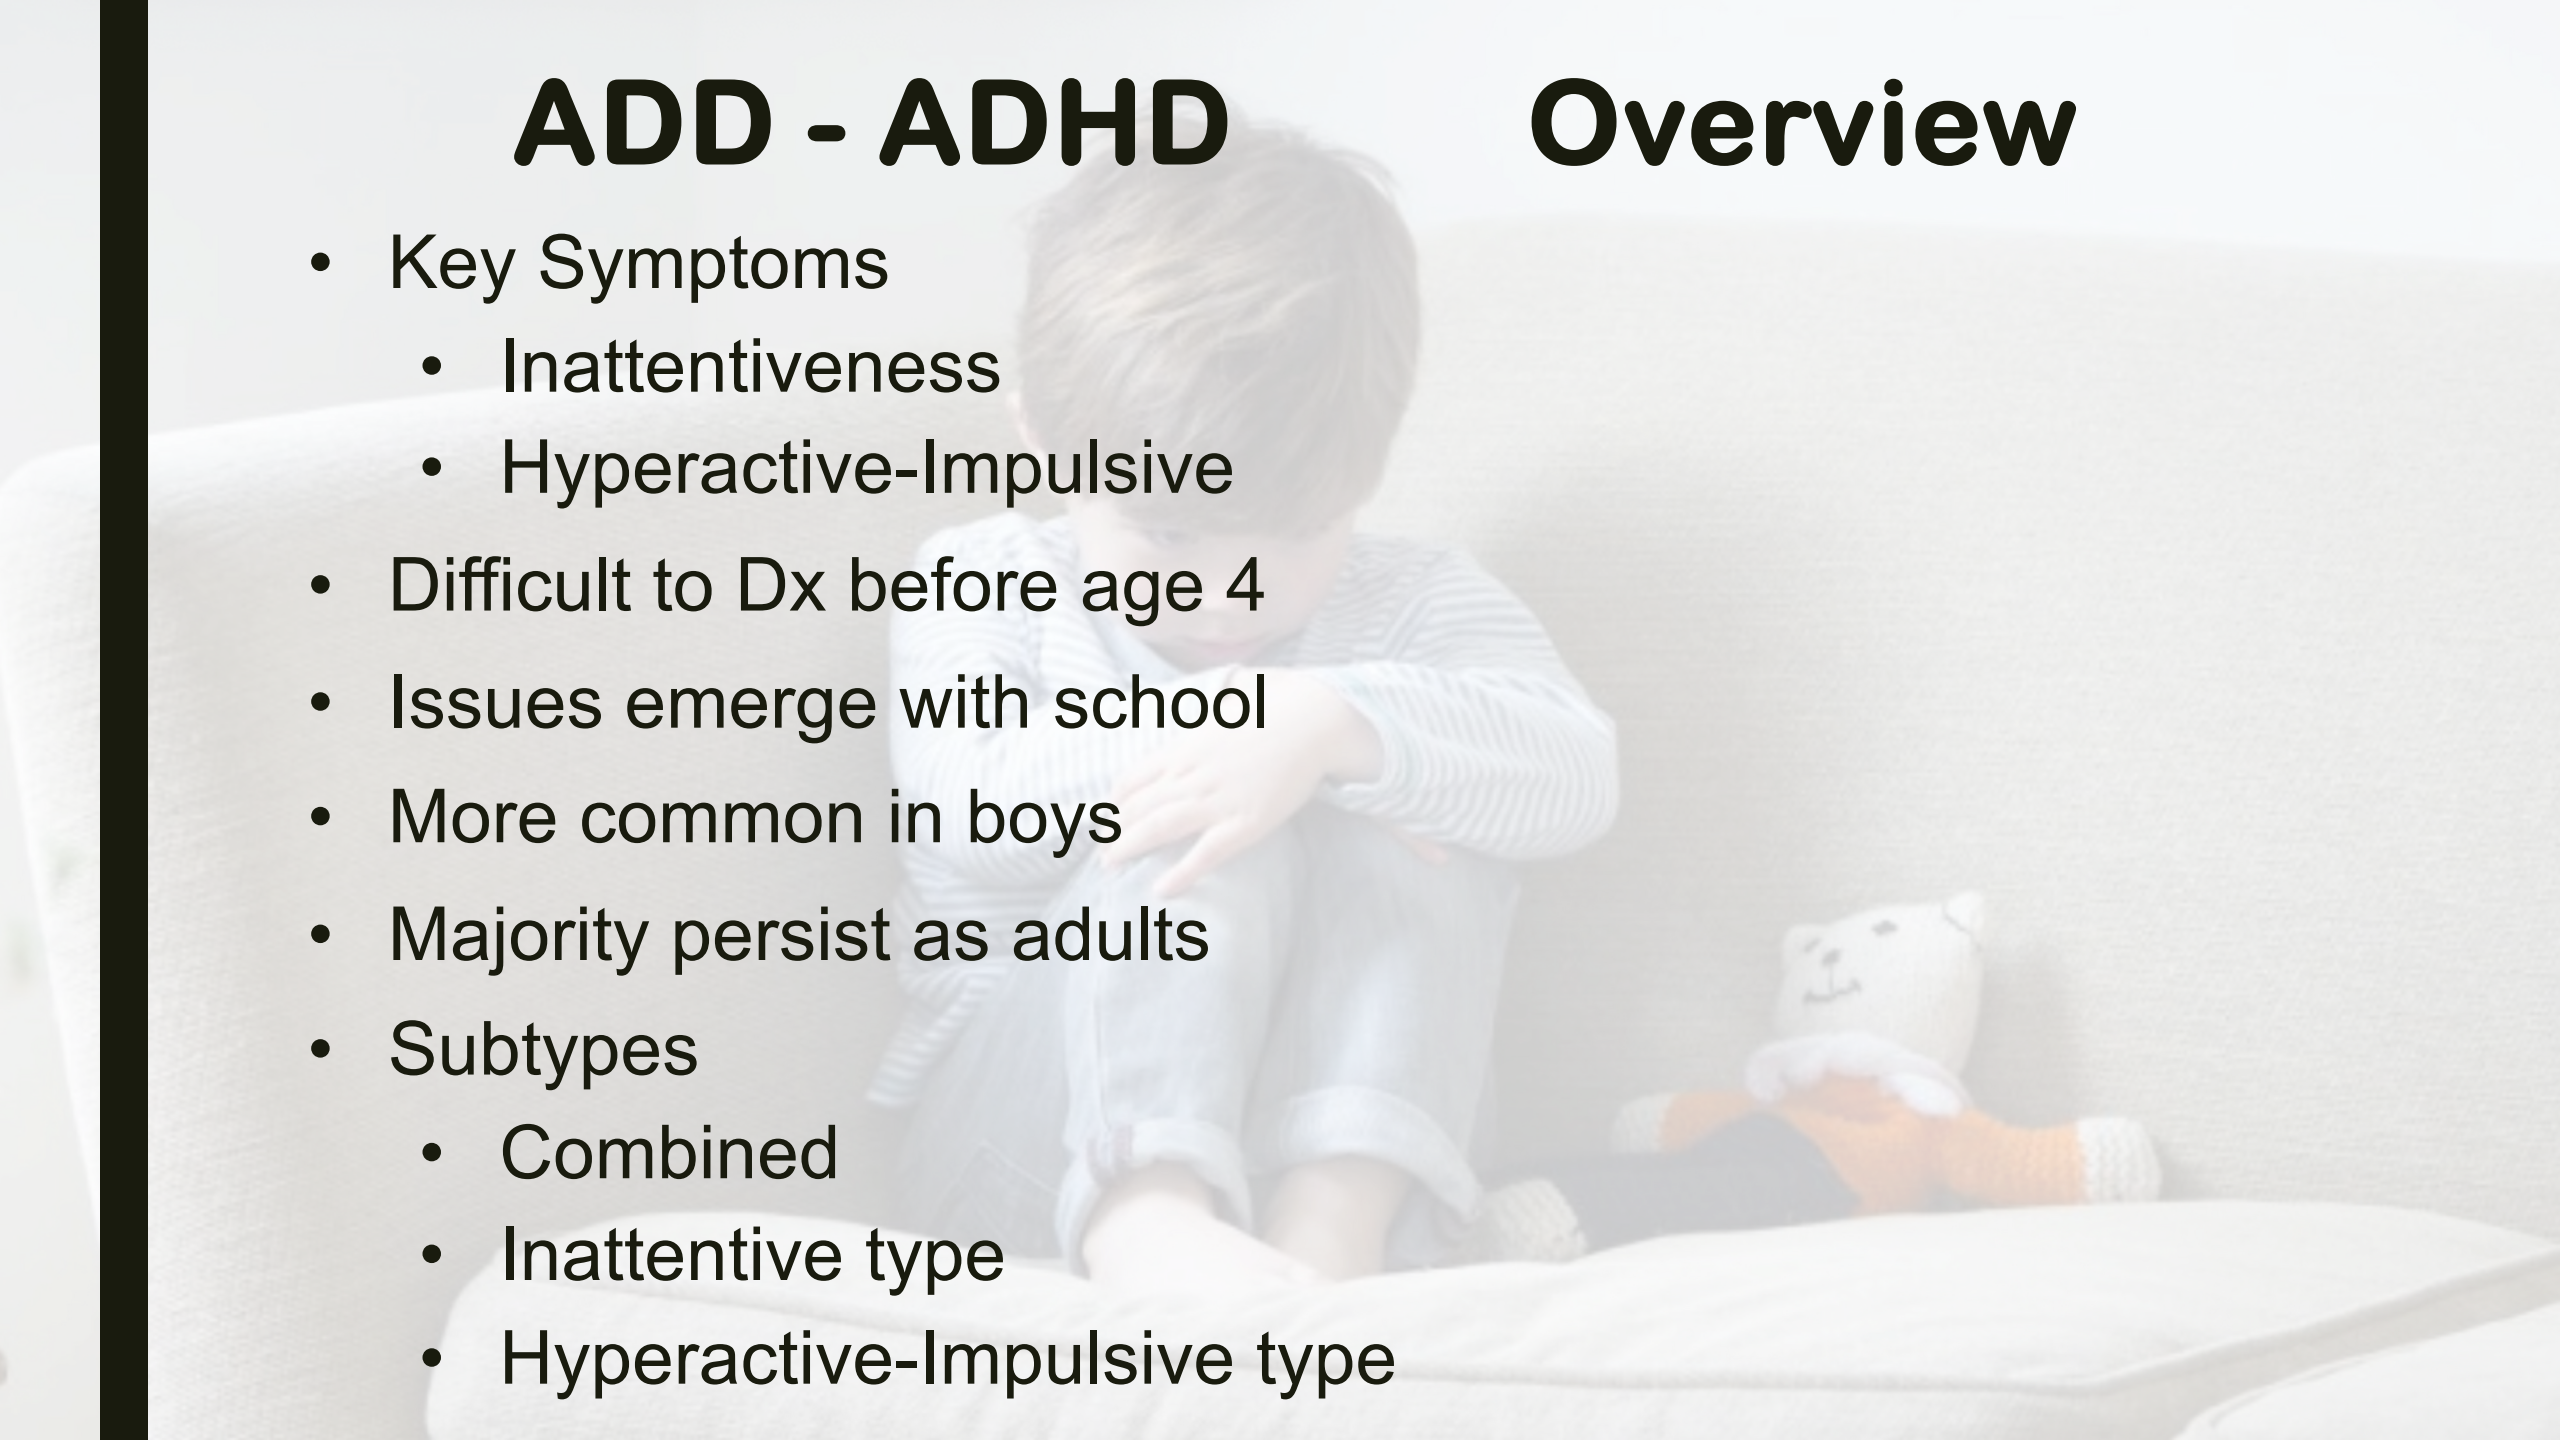 ADD - ADHD Overview
• Key Symptoms
• Inattentiveness
• Hyperactive-Impulsive
• Difficult to Dx before age 4
• Issues emerge with school
• More common in boys
• Majority persist as adults
• Subtypes
• Combined
• Inattentive type
• Hyperactive-Impulsive type